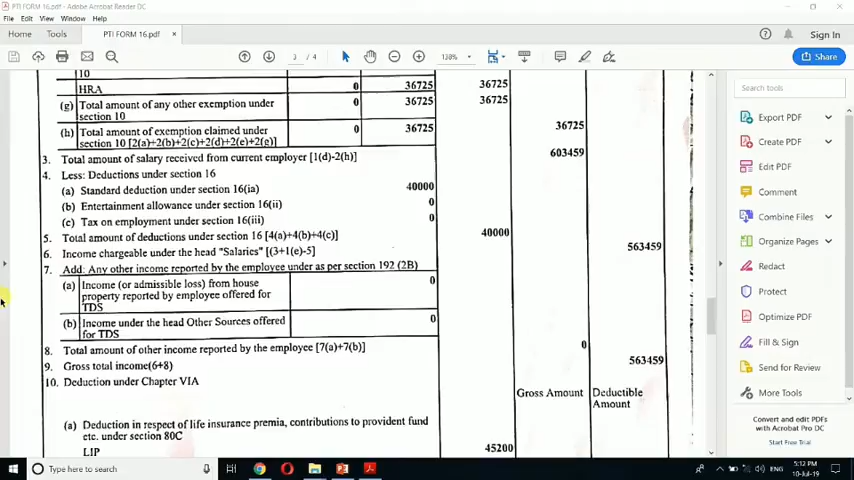 PTI FORM 16.pdf - Adobe Acrobat Reader DC
File Edit View Window Help
Home Tools PTI FORM 16.pdf × Sign In
3 / 4 138% Share
10
HRA 0 36725 36725
(g) Total amount of any other exemption under section 10 0 36725 36725
(h) Total amount of exemption claimed under section 10 [2(a)+2(b)+2(c)+2(d)+2(e)+2(g)] 0 36725 36725
3. Total amount of salary received from current employer [1(d)-2(h)] 603459
4. Less: Deductions under section 16
(a) Standard deduction under section 16(ia) 40000
(b) Entertainment allowance under section 16(ii) 0
(c) Tax on employment under section 16(iii) 0
5. Total amount of deductions under section 16 [4(a)+4(b)+4(c)] 40000
6. Income chargeable under the head "Salaries" [(3+1(e)-5] 563459
7. Add: Any other income reported by the employee under as per section 192 (2B)
(a) Income (or admissible loss) from house 0
property reported by employee offered for
TDS
(b) Income under the head Other Sources offered 0
for TDS
8. Total amount of other income reported by the employee [7(a)+7(b)] 0
9. Gross total income(6+8) 563459
10. Deduction under Chapter VIA
Gross Amount Deductible
Amount
(a) Deduction in respect of life insurance premia, contributions to provident fund
etc. under section 80C
LIP 45200
Search tools
Export PDF
Create PDF
Edit PDF
Comment
Combine Files
Organize Pages
Redact
Protect
Optimize PDF
Fill & Sign
Send for Review
More Tools
Convert and edit PDFs
with Acrobat Pro DC
Start Free Trial
Type here to search
5:12 PM
10-Jul-19